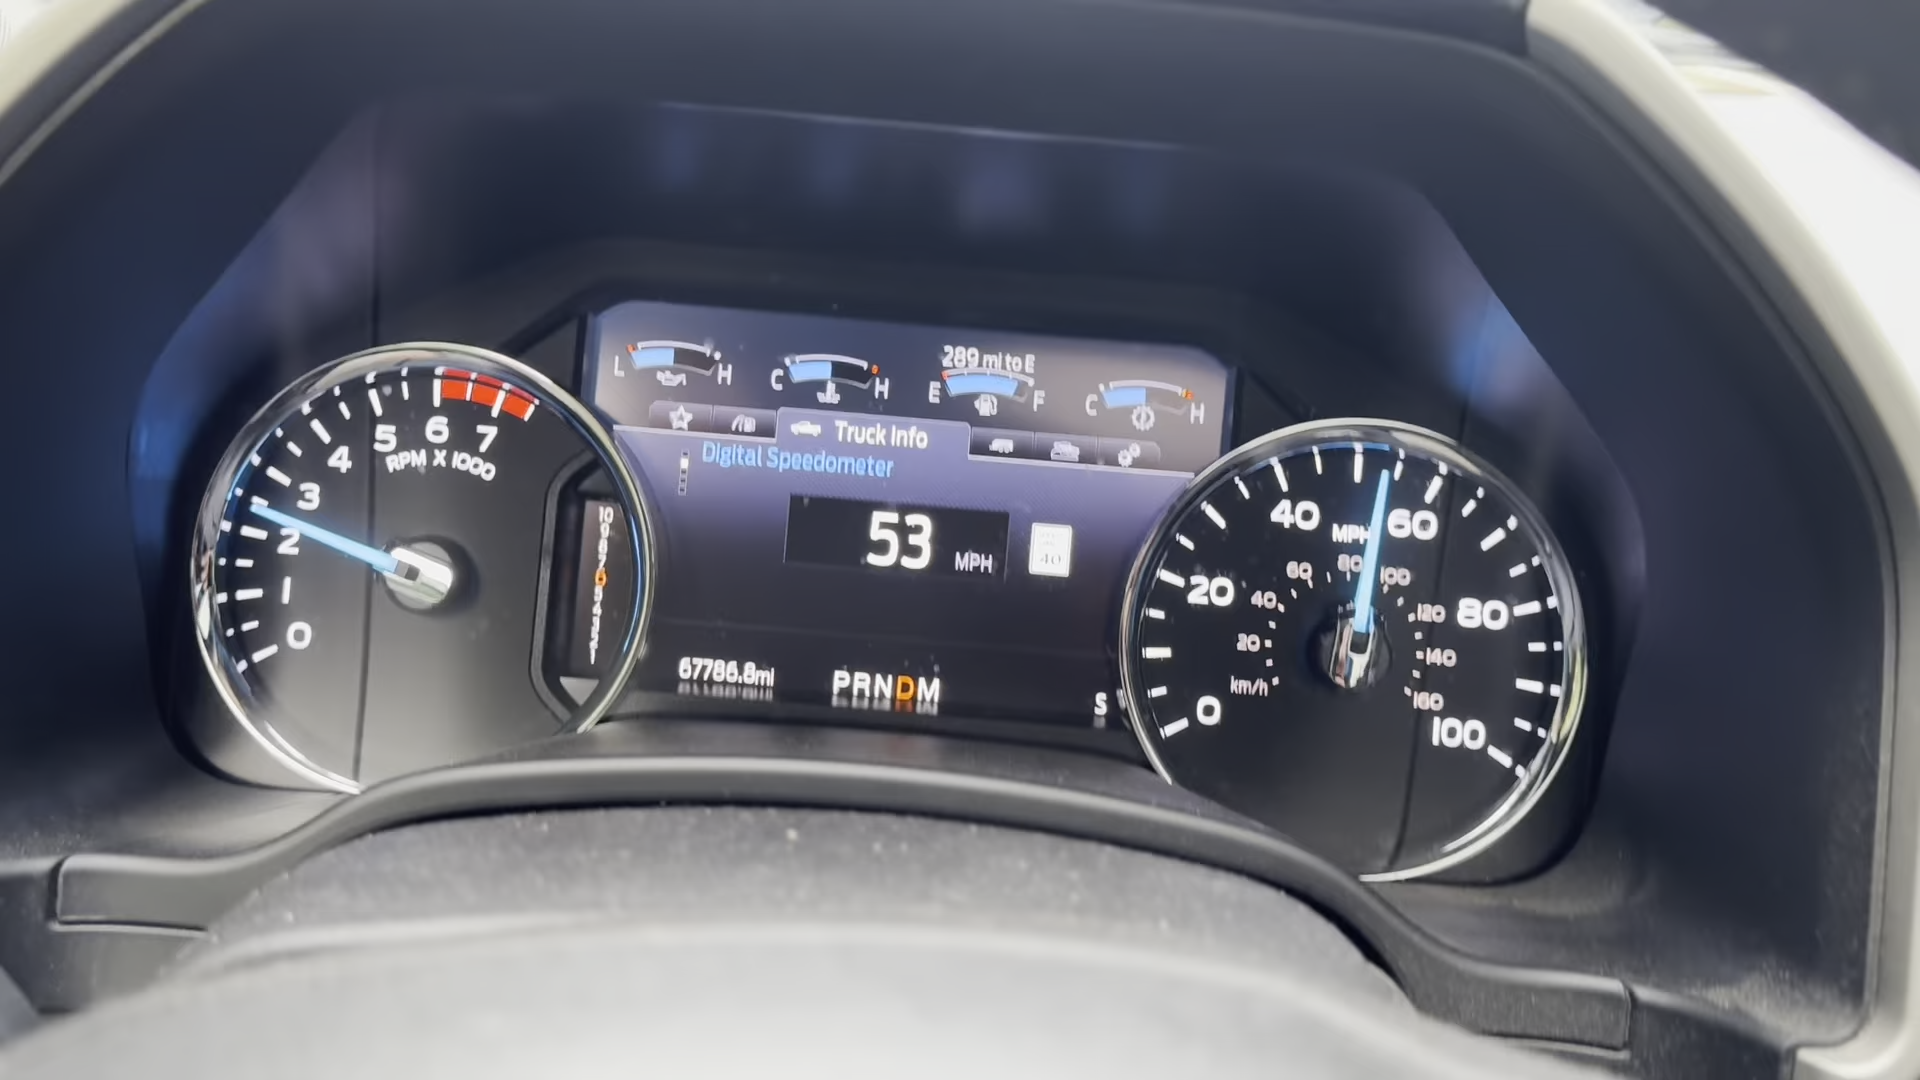 289 mi to E
L H
C H
E F
C H
Truck Info
Digital Speedometer
53 MPH
40
67786.8mi
PRNDM
S
0
1
2
3
4
5
6
7
RPM X 1000
10
0
20
40
60
80
100
MPH
20
40
60
80
100
120
140
160
km/h